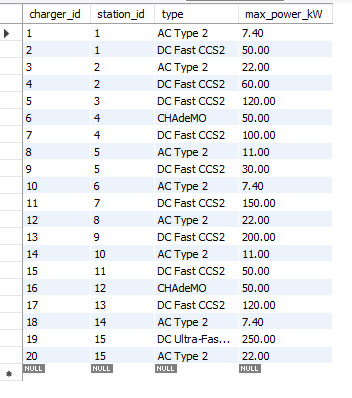 charger_id station_id type max_power_kW
1 1 AC Type 2 7.40
2 1 DC Fast CCS2 50.00
3 2 AC Type 2 22.00
4 2 DC Fast CCS2 60.00
5 3 DC Fast CCS2 120.00
6 4 CHAdeMO 50.00
7 4 DC Fast CCS2 100.00
8 5 AC Type 2 11.00
9 5 DC Fast CCS2 30.00
10 6 AC Type 2 7.40
11 7 DC Fast CCS2 150.00
12 8 AC Type 2 22.00
13 9 DC Fast CCS2 200.00
14 10 AC Type 2 11.00
15 11 DC Fast CCS2 50.00
16 12 CHAdeMO 50.00
17 13 DC Fast CCS2 120.00
18 14 AC Type 2 7.40
19 15 DC Ultra-Fas... 250.00
20 15 AC Type 2 22.00
NULL NULL NULL NULL